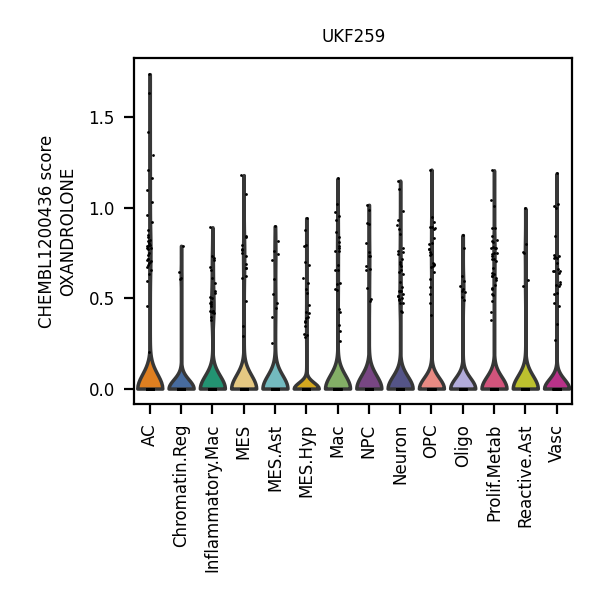 UKF259
CHEMBL1200436 score
OXANDROLONE
1.5
1.0
0.5
0.0
AC
Chromatin.Reg
Inflammatory.Mac
MES
MES.Ast
MES.Hyp
Mac
NPC
Neuron
OPC
Oligo
Prolif.Metab
Reactive.Ast
Vasc